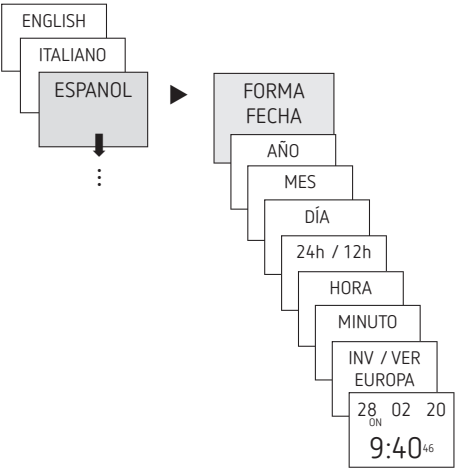 ENGLISH
ITALIANO
ESPANOL
FORMA
FECHA
AÑO
MES
DÍA
24h / 12h
HORA
MINUTO
INV / VER
EUROPA
28 02 20
ON
9:40 46